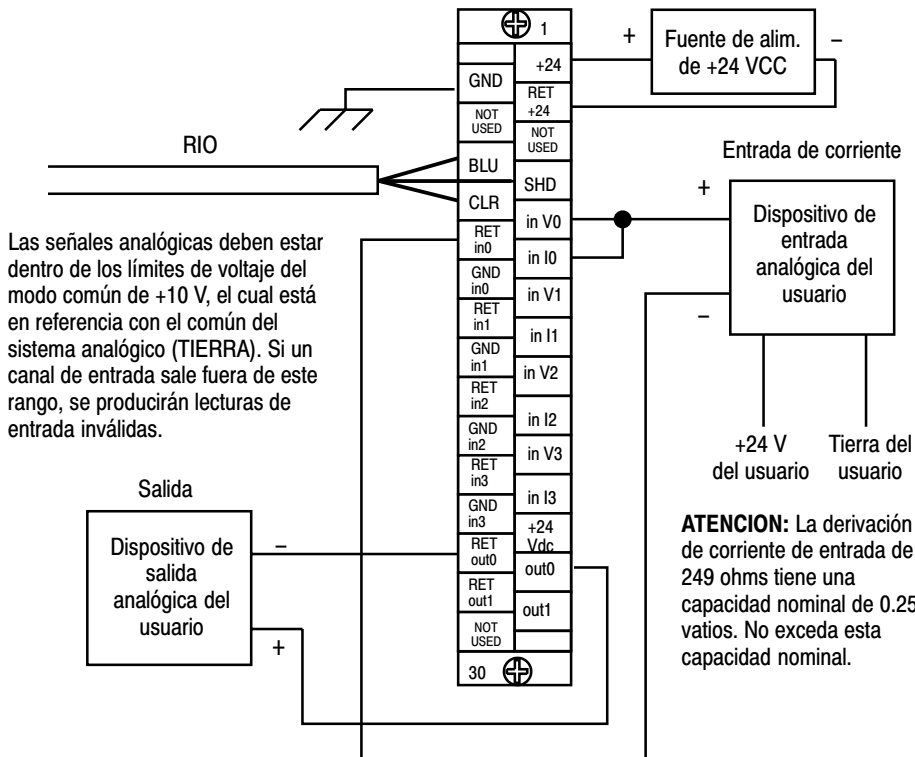 1
+
Fuente de alim.
de +24 VCC
–
GND
+24
RET
+24
NOT
USED
NOT
USED
RIO
BLU
SHD
CLR
Entrada de corriente
RET
in0
in V0
+
Dispositivo de
entrada
analógica del
usuario
–
GND
in0
in I0
RET
in1
in V1
GND
in1
in I1
RET
in2
in V2
GND
in2
in I2
RET
in3
in V3
GND
in3
in I3
RET
out0
+24
Vdc
out0
RET
out1
out1
NOT
USED
30
Las señales analógicas deben estar
dentro de los límites de voltaje del
modo común de +10 V, el cual está
en referencia con el común del
sistema analógico (TIERRA). Si un
canal de entrada sale fuera de este
rango, se producirán lecturas de
entrada inválidas.
+24 V
del usuario
Tierra del
usuario
Salida
Dispositivo de
salida
analógica del
usuario
–
+
ATENCION: La derivación
de corriente de entrada de
249 ohms tiene una
capacidad nominal de 0.25
vatios. No exceda esta
capacidad nominal.